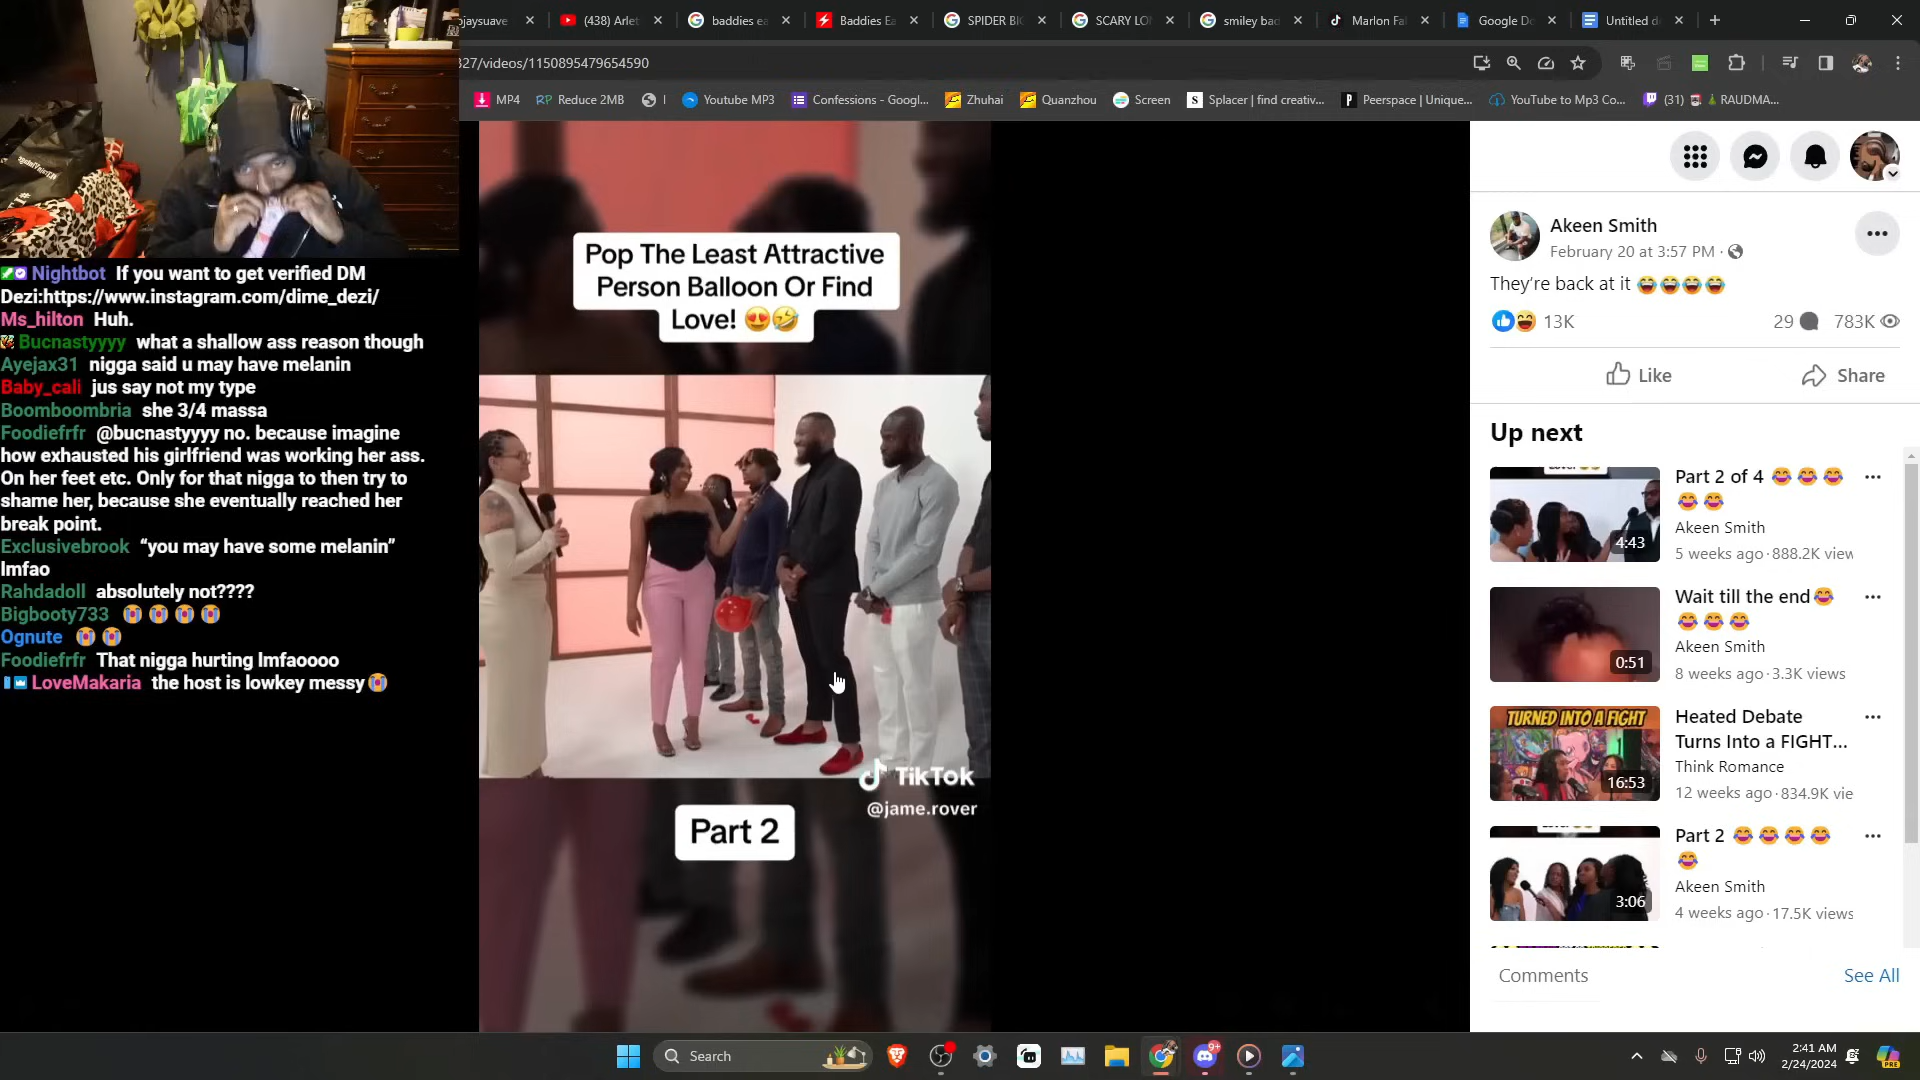 ojaysuave
(438) Arlet
baddies ea
Baddies Ea
SPIDER BI
SCARY LO
smiley bad
Marlon Fa
Google Do
Untitled d
327/videos/1150895479654590
MP4
Reduce 2MB
Youtube MP3
Confessions - Googl...
Zhuhai
Quanzhou
Screen
Splacer | find creativ...
Peerspace | Unique...
YouTube to Mp3 Co...
(31) 🎅🎄RAUDMA...
Nightbot If you want to get verified DM
Dezi:https://www.instagram.com/dime_dezi/
Ms_hilton Huh.
Bucnastyyyy what a shallow ass reason though
Ayejax31 nigga said u may have melanin
Baby_cali jus say not my type
Boomboombria she 3/4 massa
Foodiefrfr @bucnastyyyy no. because imagine
how exhausted his girlfriend was working her ass.
On her feet etc. Only for that nigga to then try to
shame her, because she eventually reached her
break point.
Exclusivebrook “you may have some melanin”
lmfao
Rahdadoll absolutely not????
Bigbooty733 😭😭😭😭
Ognute 😭😭
Foodiefrfr That nigga hurting lmfaoooo
LoveMakaria the host is lowkey messy😭
Pop The Least Attractive
Person Balloon Or Find
Love! 😍🤣
TikTok
@jame.rover
Part 2
Akeen Smith
February 20 at 3:57 PM ·
They’re back at it 😂😂😂😂
13K
29
783K
Like
Share
Up next
Part 2 of 4 😂😂😂
😂😂
Akeen Smith
5 weeks ago · 888.2K view
4:43
Wait till the end😂
😂😂😂
Akeen Smith
8 weeks ago · 3.3K views
0:51
TURNED INTO A FIGHT
Heated Debate
Turns Into a FIGHT...
Think Romance
12 weeks ago · 834.9K vie
16:53
Part 2 😂😂😂😂
😂
Akeen Smith
4 weeks ago · 17.5K views
3:06
Comments
See All
Search
9+
2:41 AM
2/24/2024
PRE